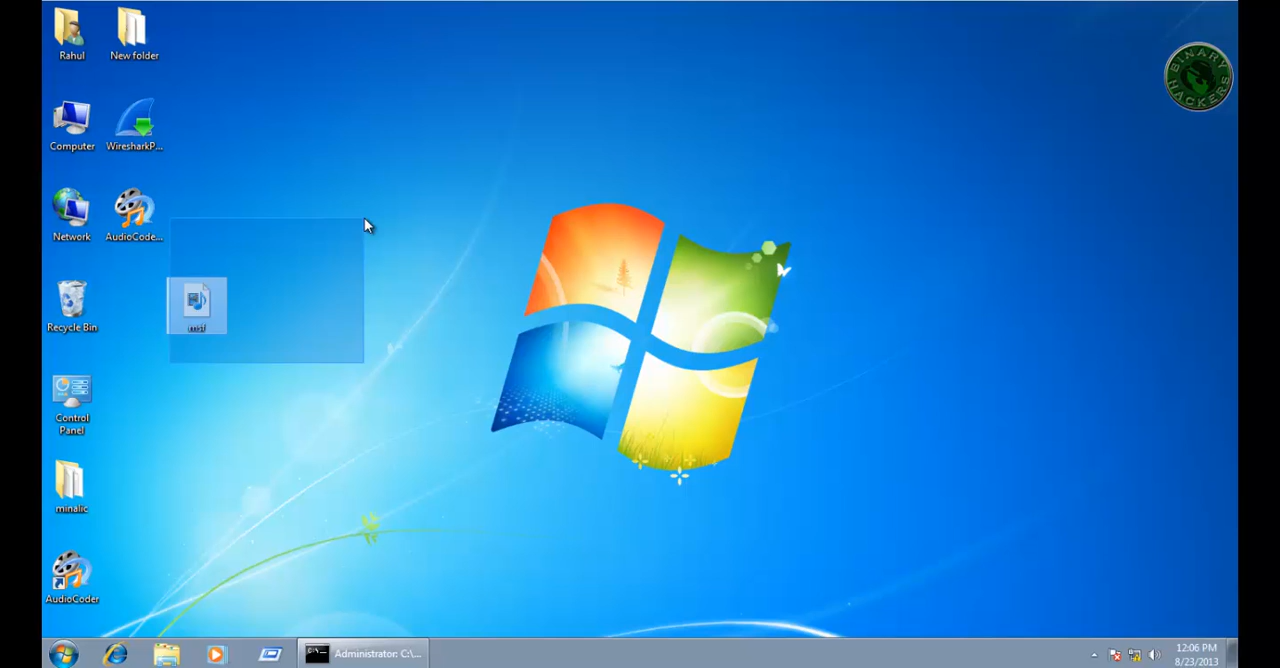 Rahul
New folder
Computer
WiresharkP...
Network
AudioCode...
Recycle Bin
msf
Control
Panel
minalic
AudioCoder
BINARY
HACKERS
C:\
Administrator: C:\...
12:06 PM
8/23/2013